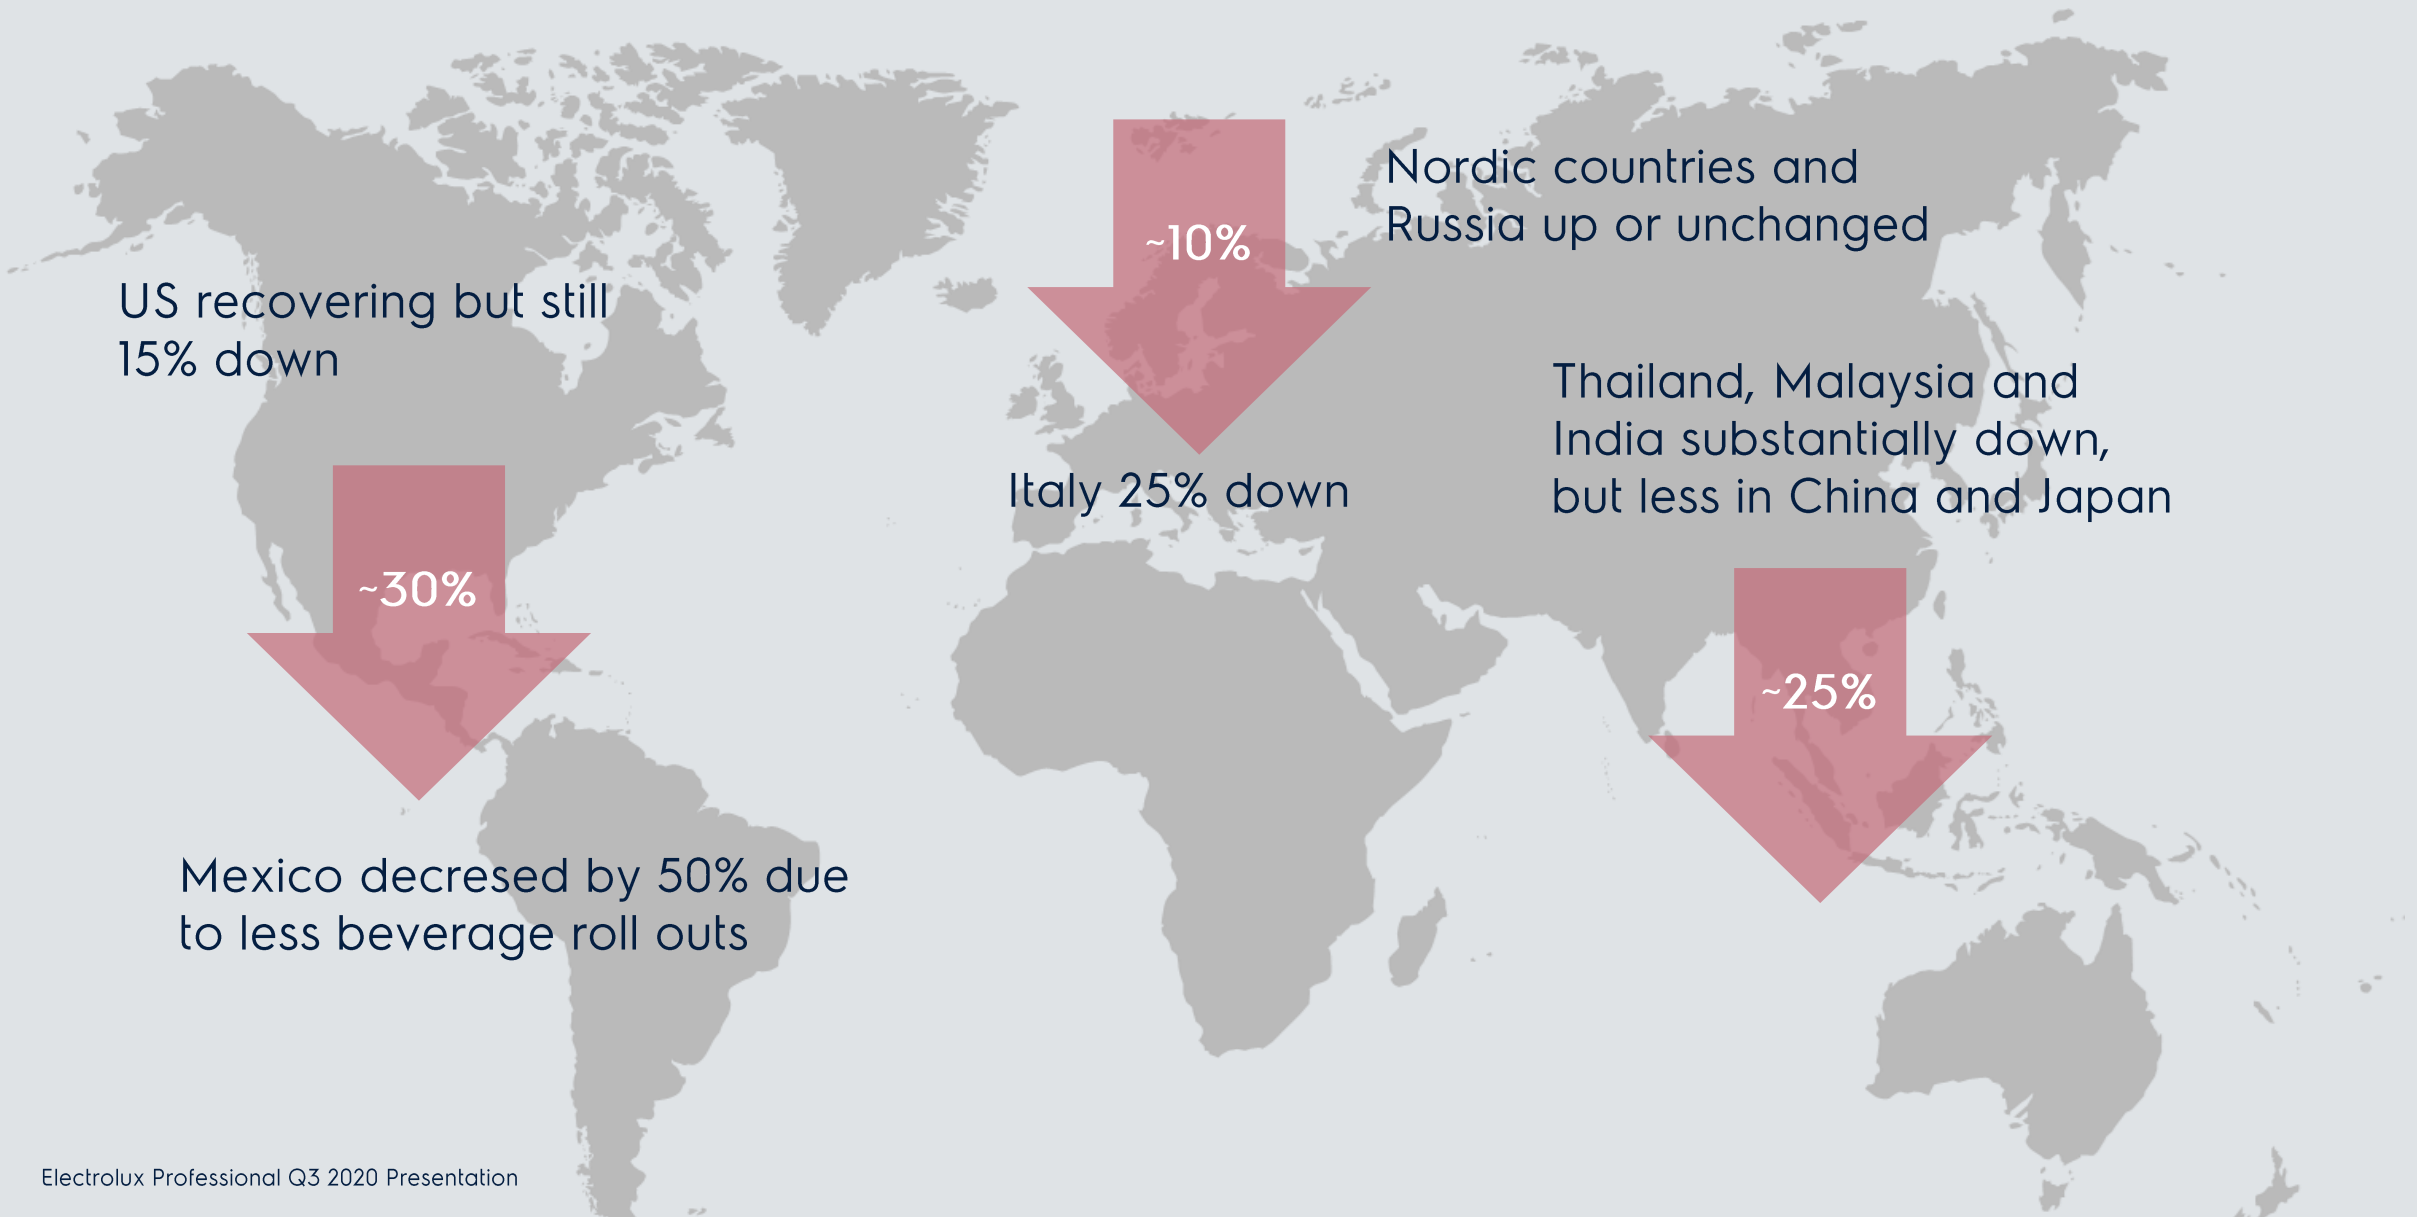 US recovering but still
15% down
~30%
Mexico decresed by 50% due
to less beverage roll outs
~10%
Nordic countries and
Russia up or unchanged
Italy 25% down
Thailand, Malaysia and
India substantially down,
but less in China and Japan
~25%
Electrolux Professional Q3 2020 Presentation